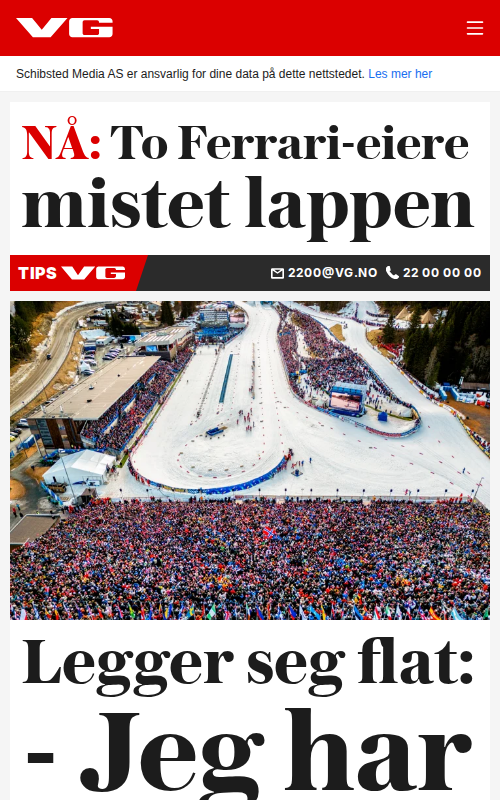 VG
Schibsted Media AS er ansvarlig for dine data på dette nettstedet. Les mer her
NÅ: To Ferrari-eiere
mistet lappen
TIPS VG 2200@VG.NO 22 00 00 00
Legger seg flat:
- Jeg har